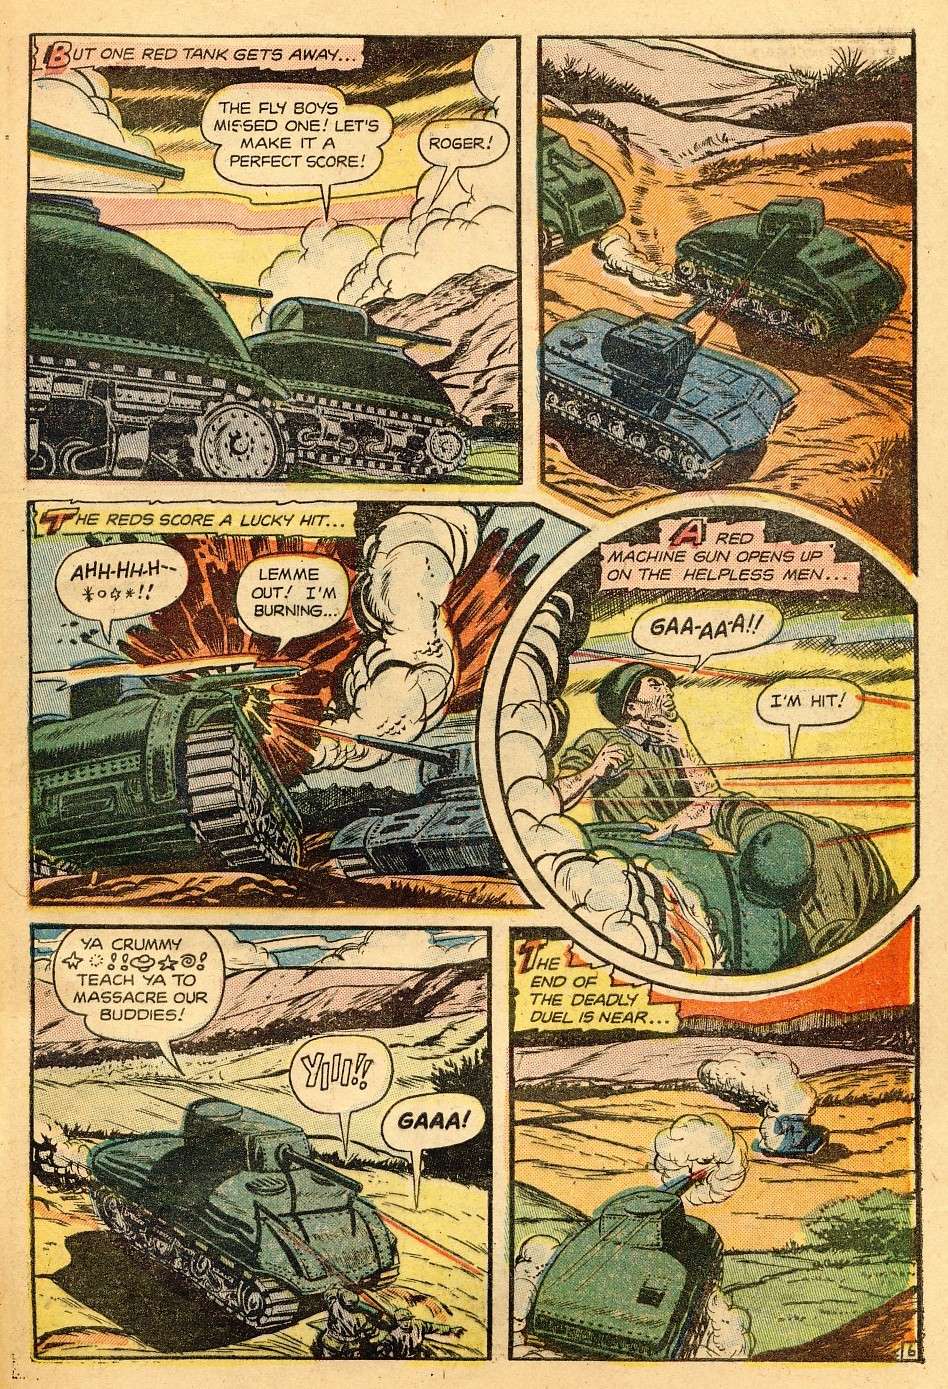 BUT ONE RED TANK GETS AWAY...
THE FLY BOYS
MISSED ONE! LET'S
MAKE IT A
PERFECT SCORE!
ROGER!
THE REDS SCORE A LUCKY HIT...
AHH-HH-H--
*○☆*!!
LEMME
OUT! I'M
BURNING...
A RED
MACHINE GUN OPENS UP
ON THE HELPLESS MEN...
GAA-AA-A!!
I'M HIT!
YA CRUMMY
☆☼!!☁★@!
TEACH YA TO
MASSACRE OUR
BUDDIES!
YIIII!!
GAAA!
THE
END OF
THE DEADLY
DUEL IS NEAR...
6